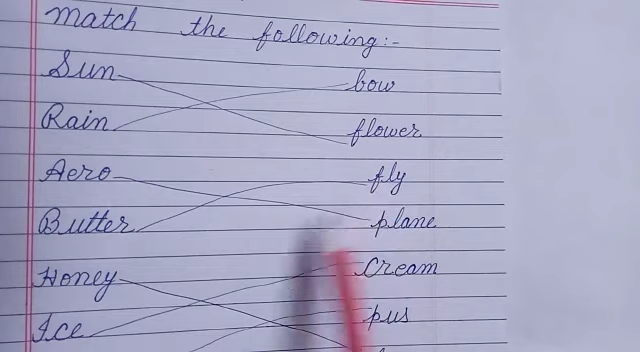 Match the following:-
Sun bow
Rain flower
Aero fly
Butter plane
Honey Cream
Ice pus